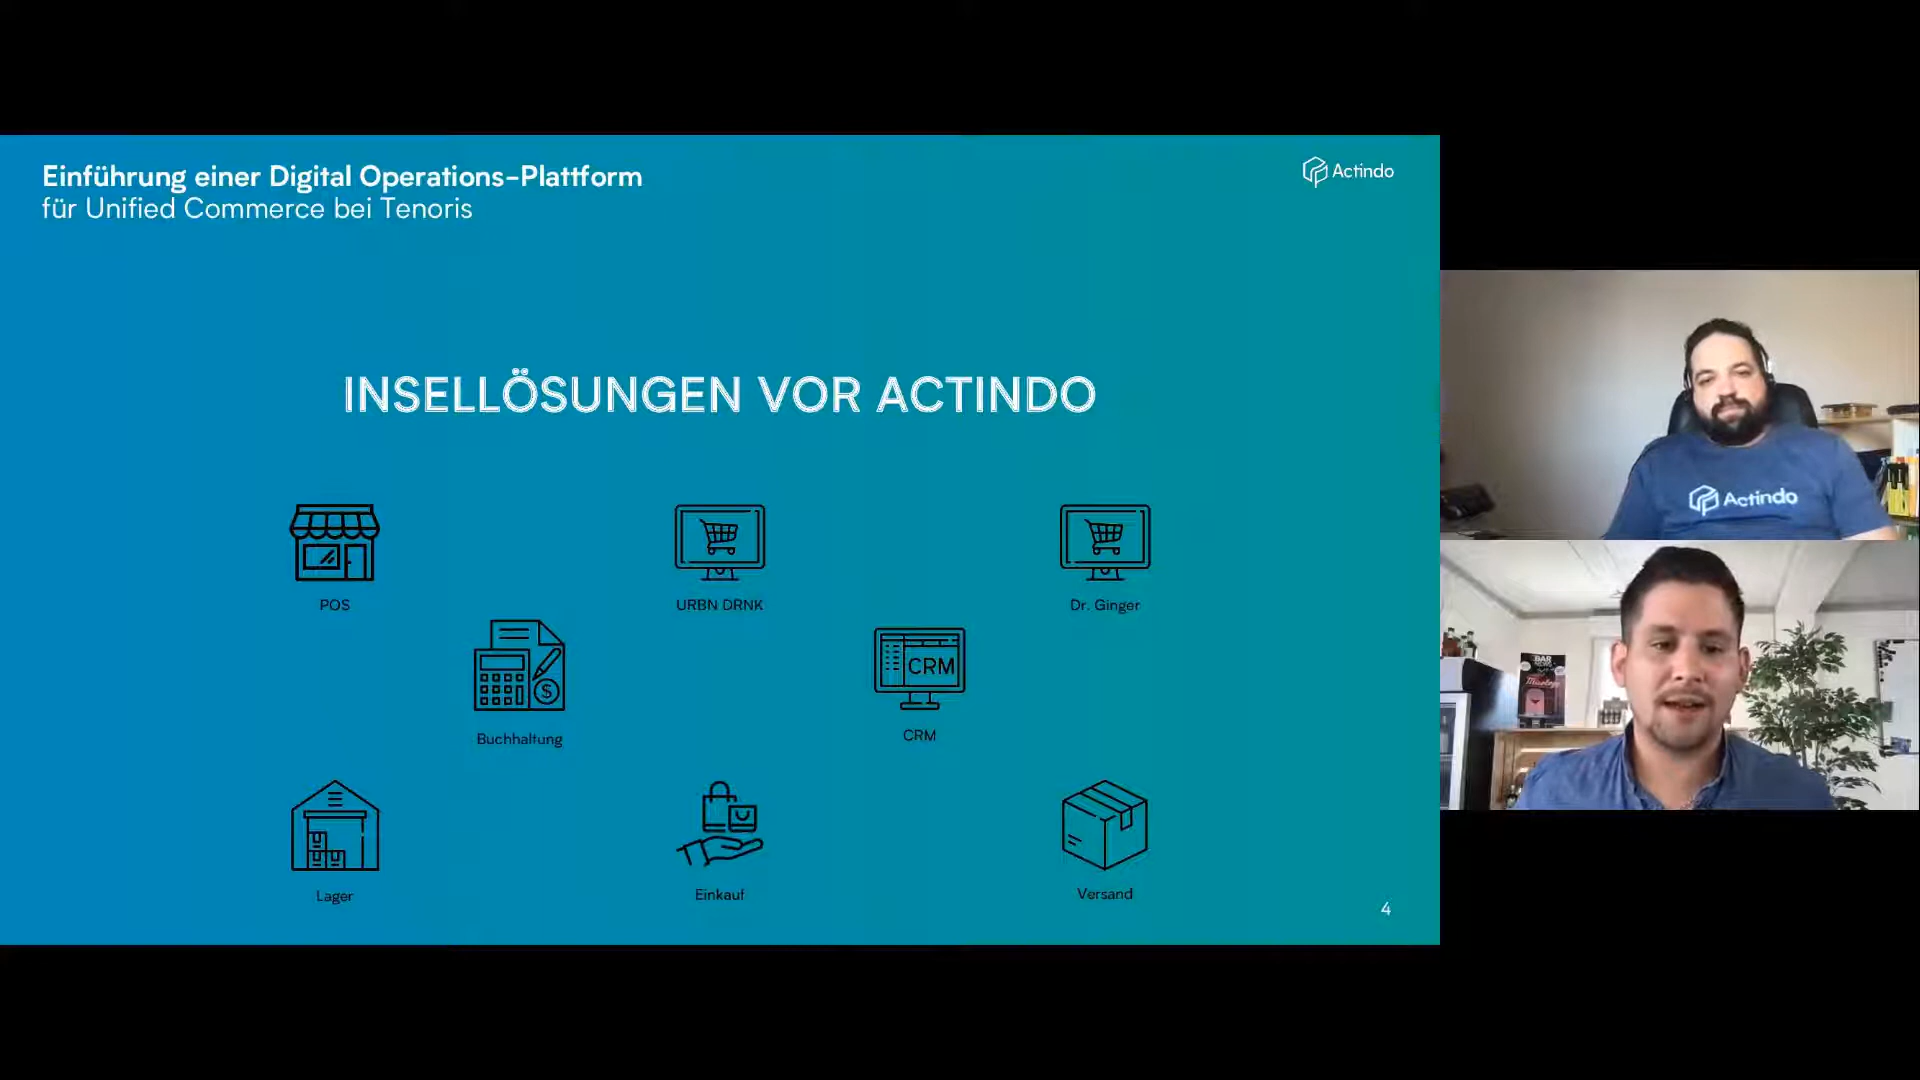 Einführung einer Digital Operations-Plattform
für Unified Commerce bei Tenoris
Actindo
INSELLÖSUNGEN VOR ACTINDO
POS
URBN DRNK
Dr. Ginger
Buchhaltung
CRM
CRM
Lager
Einkauf
Versand
4
Actindo
BAR